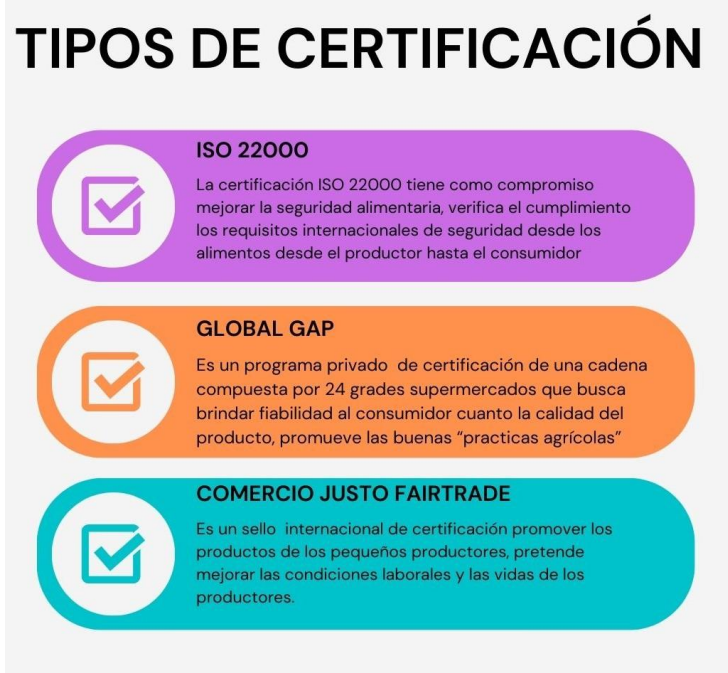 TIPOS DE CERTIFICACIÓN
ISO 22000
La certificación ISO 22000 tiene como compromiso
mejorar la seguridad alimentaria, verifica el cumplimiento
los requisitos internacionales de seguridad desde los
alimentos desde el productor hasta el consumidor
GLOBAL GAP
Es un programa privado  de certificación de una cadena
compuesta por 24 grades supermercados que busca
brindar fiabilidad al consumidor cuanto la calidad del
producto, promueve las buenas “practicas agrícolas”
COMERCIO JUSTO FAIRTRADE
Es un sello  internacional de certificación promover los
productos de los pequeños productores, pretende
mejorar las condiciones laborales y las vidas de los
productores.